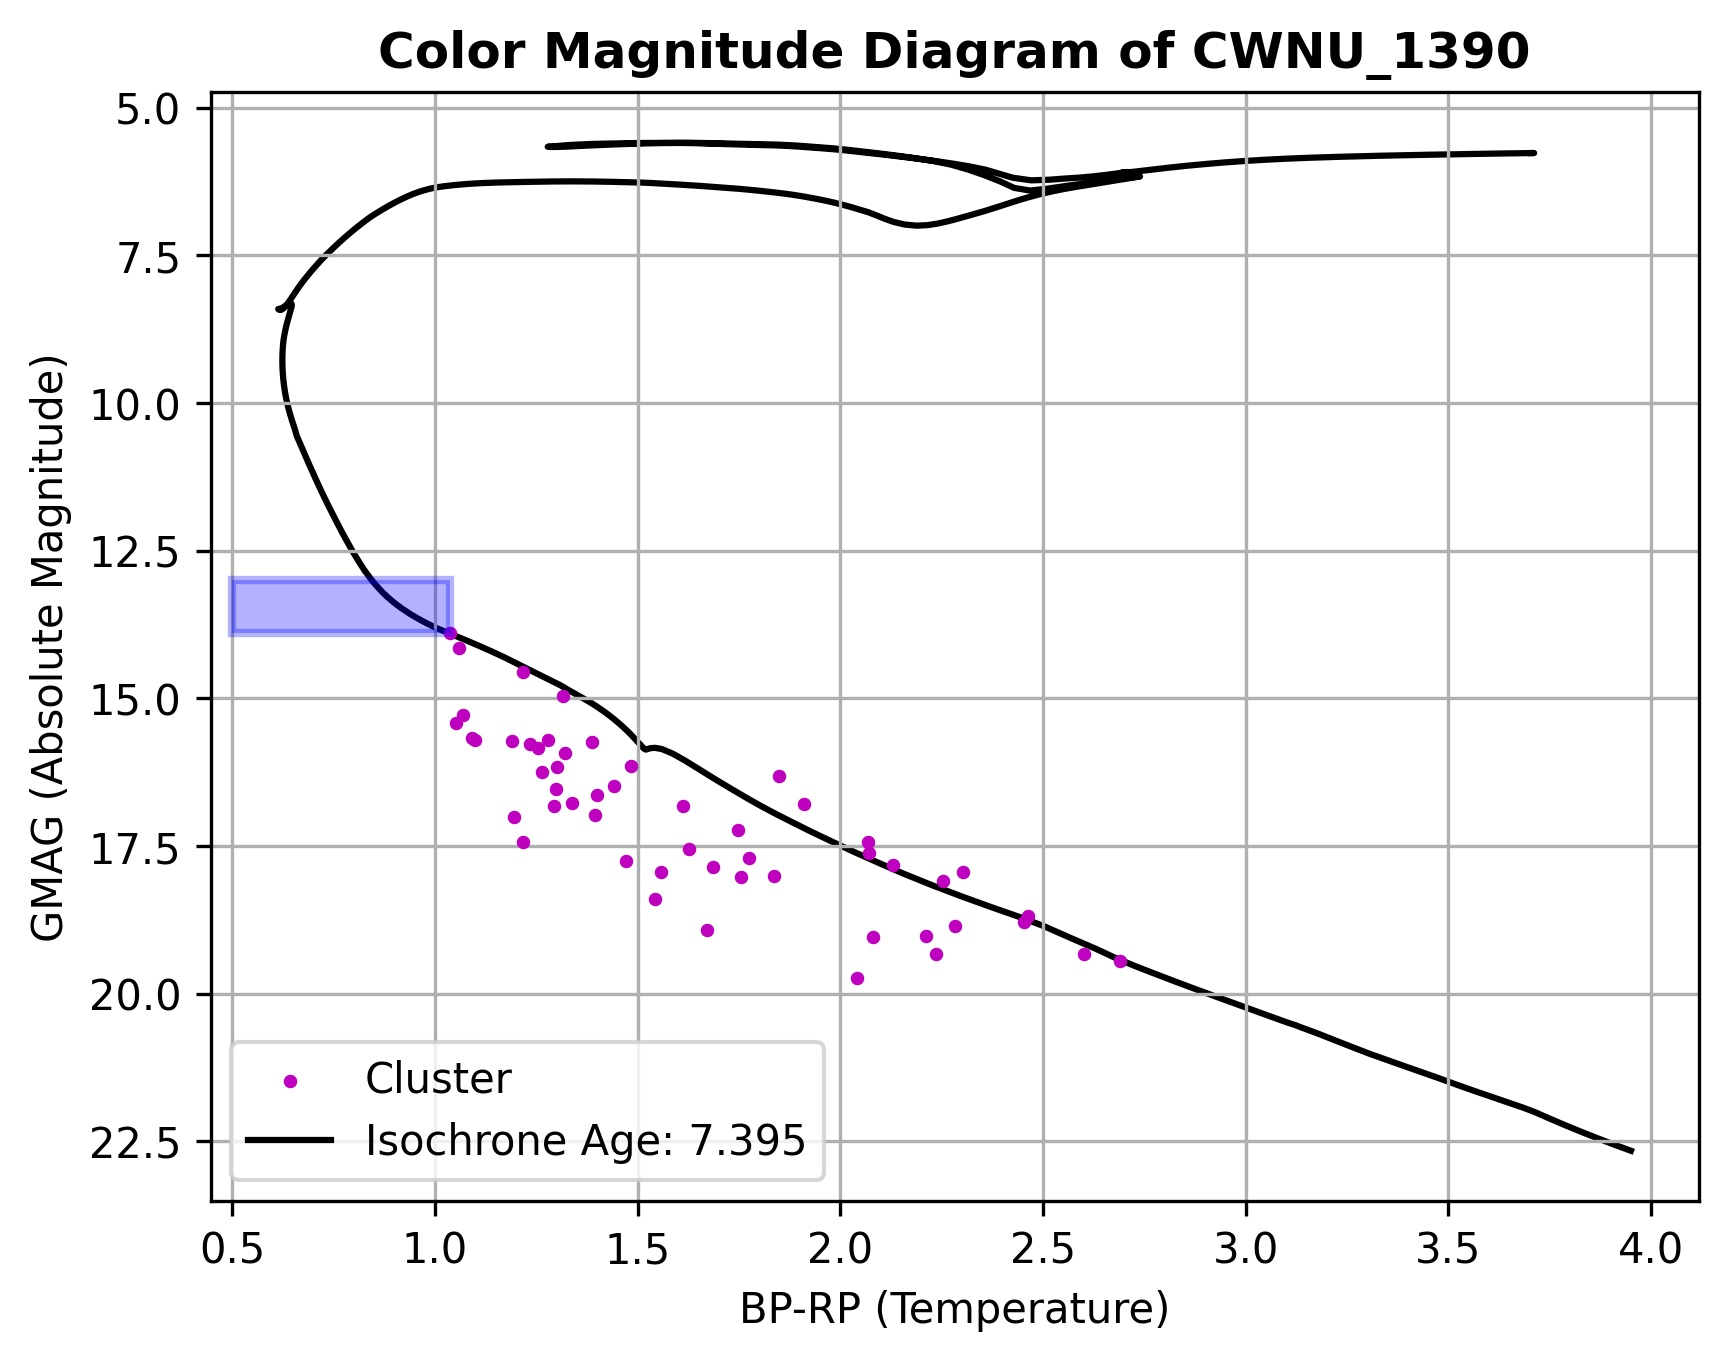 Color Magnitude Diagram of CWNU_1390
GMAG (Absolute Magnitude)
5.0
7.5
10.0
12.5
15.0
17.5
20.0
22.5
Cluster
Isochrone Age: 7.395
0.5 1.0 1.5 2.0 2.5 3.0 3.5 4.0
BP-RP (Temperature)